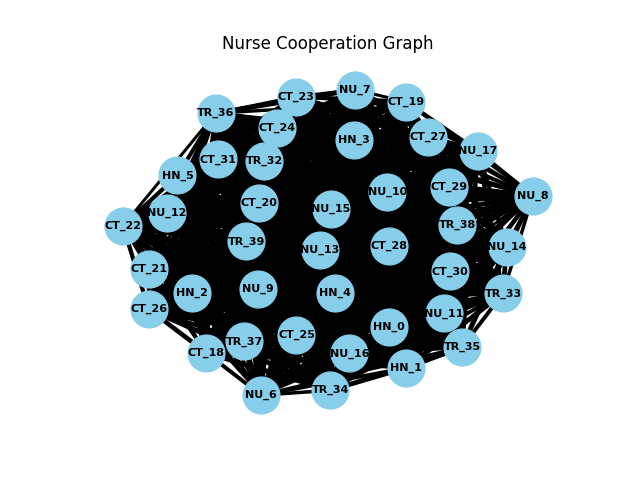 Nurse Cooperation Graph
NU_7
CT_23
CT_19
TR_36
CT_24
CT_27
HN_3
NU_17
CT_31
TR_32
HN_5
CT_29
NU_10
NU_8
CT_20
NU_15
NU_12
TR_38
CT_22
TR_39
CT_28
NU_14
NU_13
CT_21
CT_30
NU_9
HN_2
HN_4
TR_33
CT_26
NU_11
HN_0
CT_25
TR_37
TR_35
CT_18
NU_16
HN_1
TR_34
NU_6